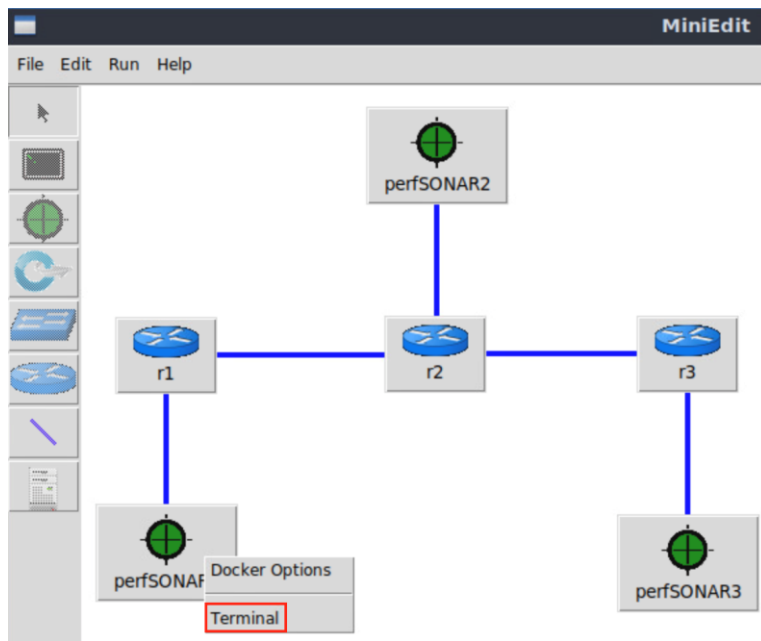 MiniEdit
File Edit Run Help
perfSONAR2
r1
r2
r3
perfSONAR
Docker Options
Terminal
perfSONAR3